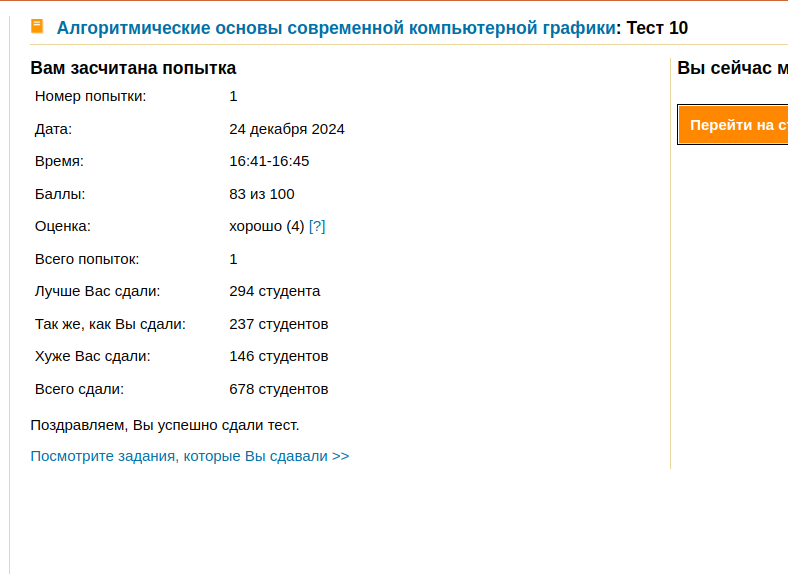 Алгоритмические основы современной компьютерной графики: Тест 10
Вам засчитана попытка
Номер попытки: 1
Дата: 24 декабря 2024
Время: 16:41-16:45
Баллы: 83 из 100
Оценка: хорошо (4) [?]
Всего попыток: 1
Лучше Вас сдали: 294 студента
Так же, как Вы сдали: 237 студентов
Хуже Вас сдали: 146 студентов
Всего сдали: 678 студентов
Поздравляем, Вы успешно сдали тест.
Посмотрите задания, которые Вы сдавали >>
Вы сейчас м
Перейти на